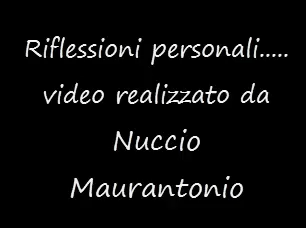 Riflessioni personali.....
video realizzato da
Nuccio
Maurantonio